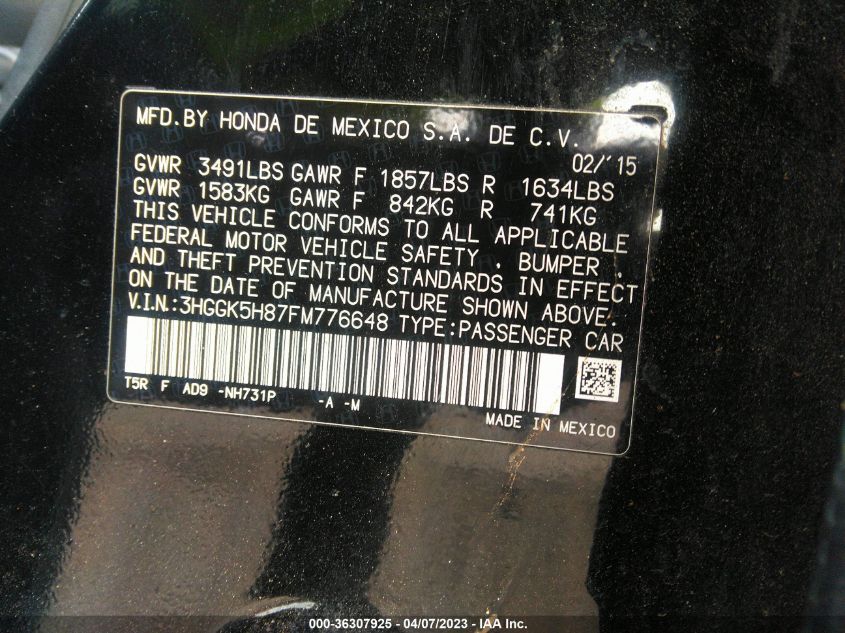 MFD.BY HONDA DE MEXICO S.A. DE C.V.
02/'15
GVWR 3491LBS GAWR F 1857LBS R 1634LBS
GVWR 1583KG GAWR F 842KG R 741KG
THIS VEHICLE CONFORMS TO ALL APPLICABLE
FEDERAL MOTOR VEHICLE SAFETY , BUMPER ,
AND THEFT PREVENTION STANDARDS IN EFFECT
ON THE DATE OF MANUFACTURE SHOWN ABOVE.
V.I.N.:3HGGK5H87FM776648 TYPE:PASSENGER CAR
T5R F AD9 -NH731P -A -M
MADE IN MEXICO
000-36307925 - 04/07/2023 - IAA Inc.